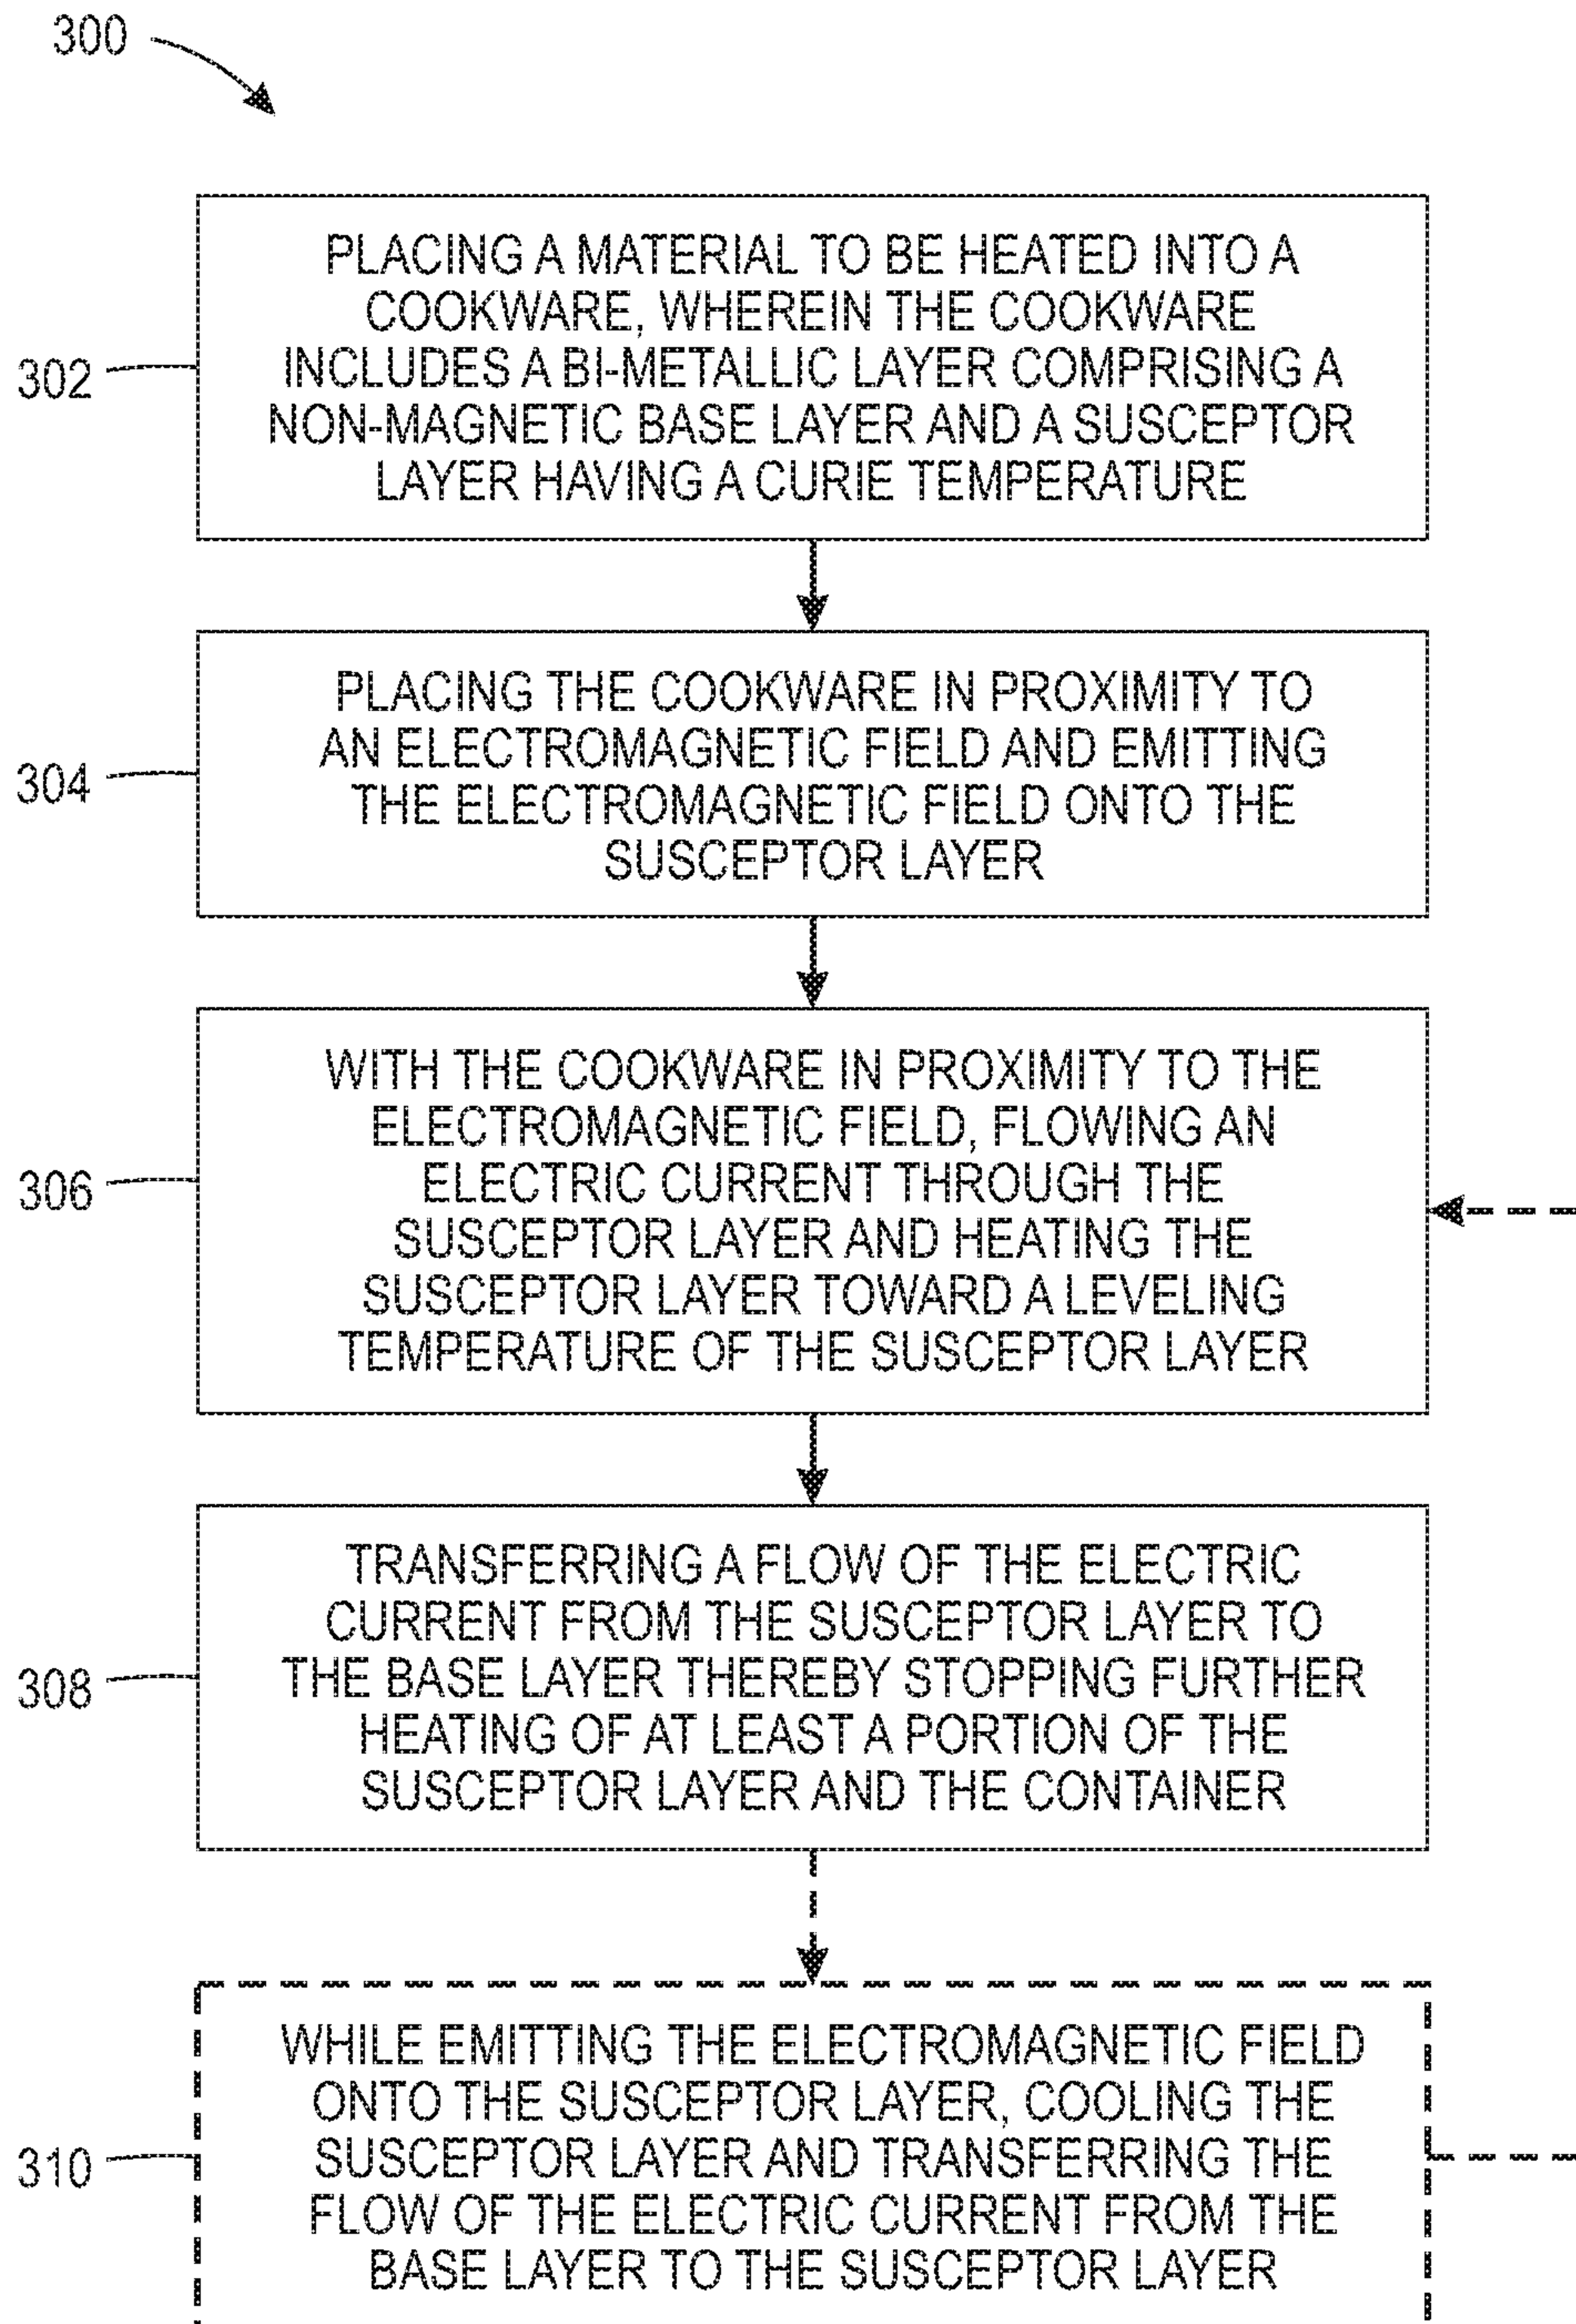 300
302
PLACING A MATERIAL TO BE HEATED INTO A
COOKWARE, WHEREIN THE COOKWARE
INCLUDES A BI-METALLIC LAYER COMPRISING A
NON-MAGNETIC BASE LAYER AND A SUSCEPTOR
LAYER HAVING A CURIE TEMPERATURE
304
PLACING THE COOKWARE IN PROXIMITY TO
AN ELECTROMAGNETIC FIELD AND EMITTING
THE ELECTROMAGNETIC FIELD ONTO THE
SUSCEPTOR LAYER
306
WITH THE COOKWARE IN PROXIMITY TO THE
ELECTROMAGNETIC FIELD, FLOWING AN
ELECTRIC CURRENT THROUGH THE
SUSCEPTOR LAYER AND HEATING THE
SUSCEPTOR LAYER TOWARD A LEVELING
TEMPERATURE OF THE SUSCEPTOR LAYER
308
TRANSFERRING A FLOW OF THE ELECTRIC
CURRENT FROM THE SUSCEPTOR LAYER TO
THE BASE LAYER THEREBY STOPPING FURTHER
HEATING OF AT LEAST A PORTION OF THE
SUSCEPTOR LAYER AND THE CONTAINER
310
WHILE EMITTING THE ELECTROMAGNETIC FIELD
ONTO THE SUSCEPTOR LAYER, COOLING THE
SUSCEPTOR LAYER AND TRANSFERRING THE
FLOW OF THE ELECTRIC CURRENT FROM THE
BASE LAYER TO THE SUSCEPTOR LAYER